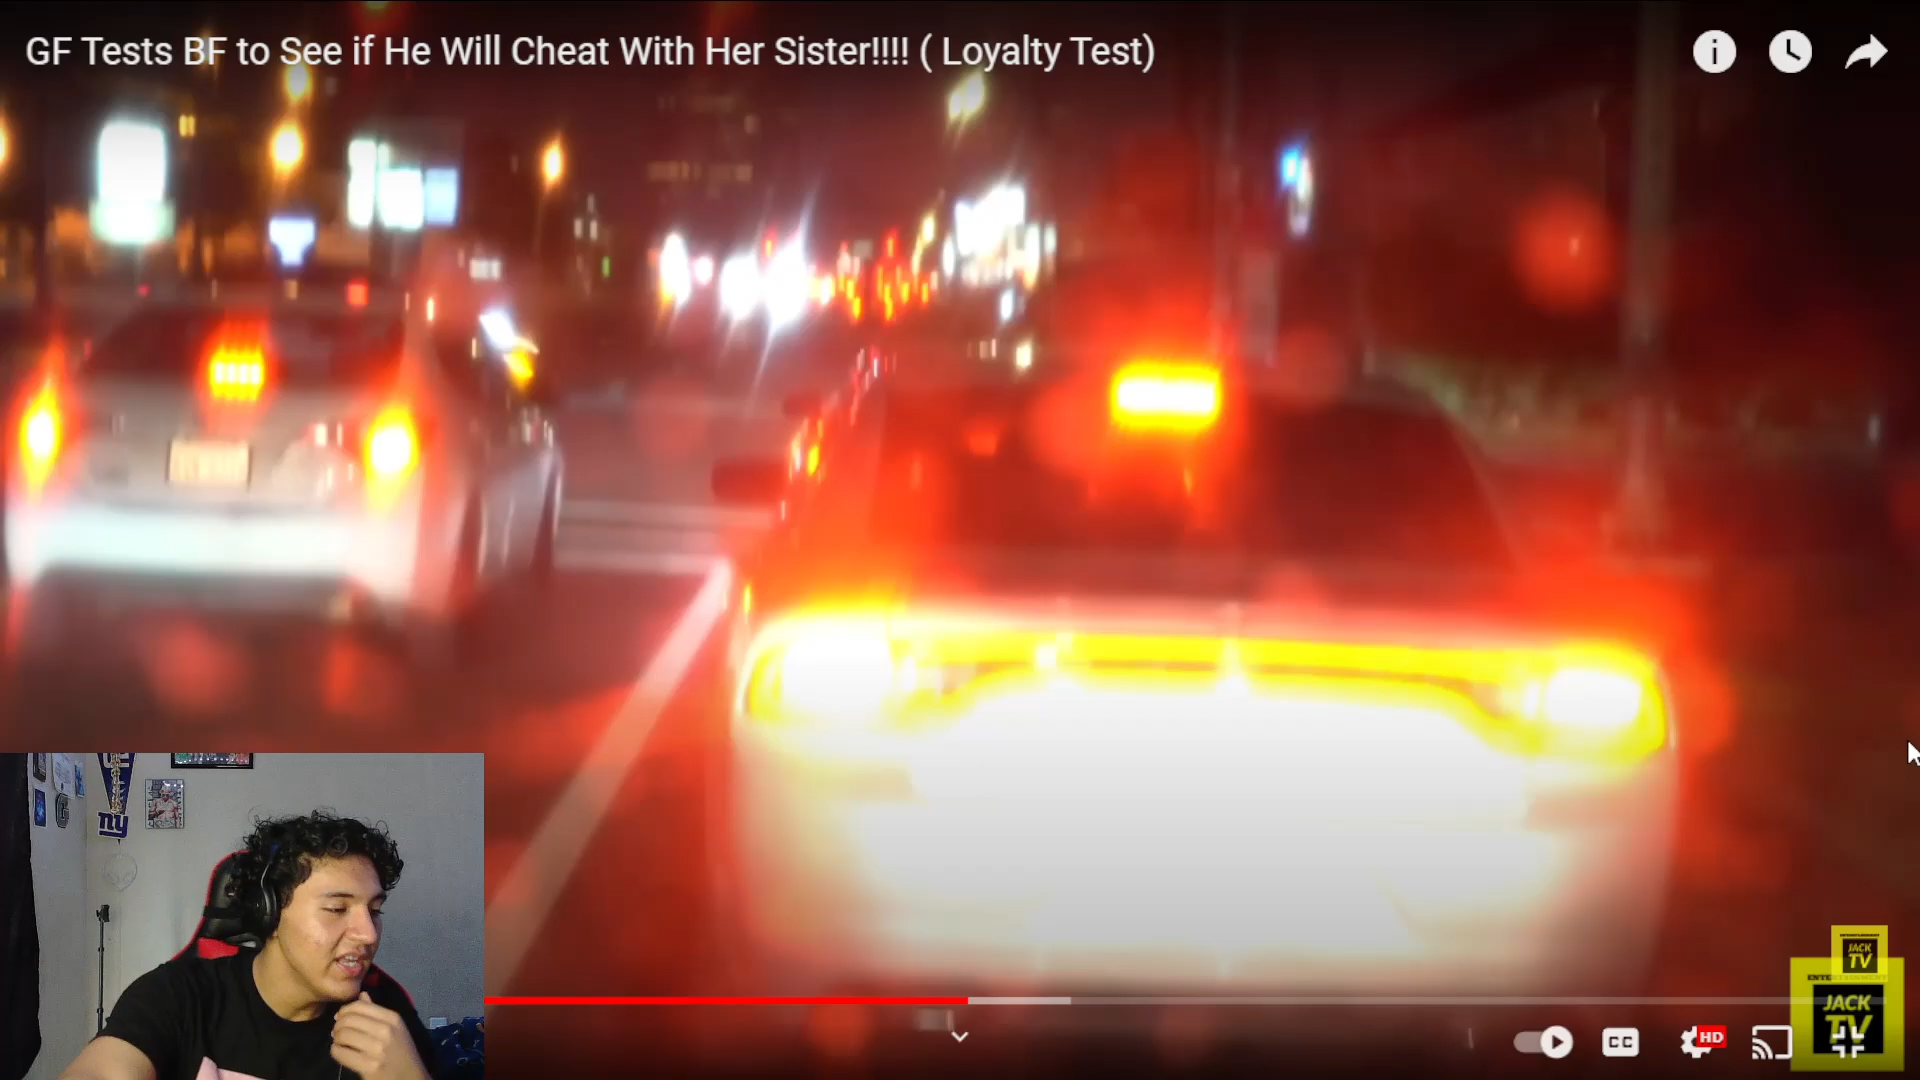 GF Tests BF to See if He Will Cheat With Her Sister!!!! ( Loyalty Test)
ny
JACK
TV
JACK
TV
CC
HD